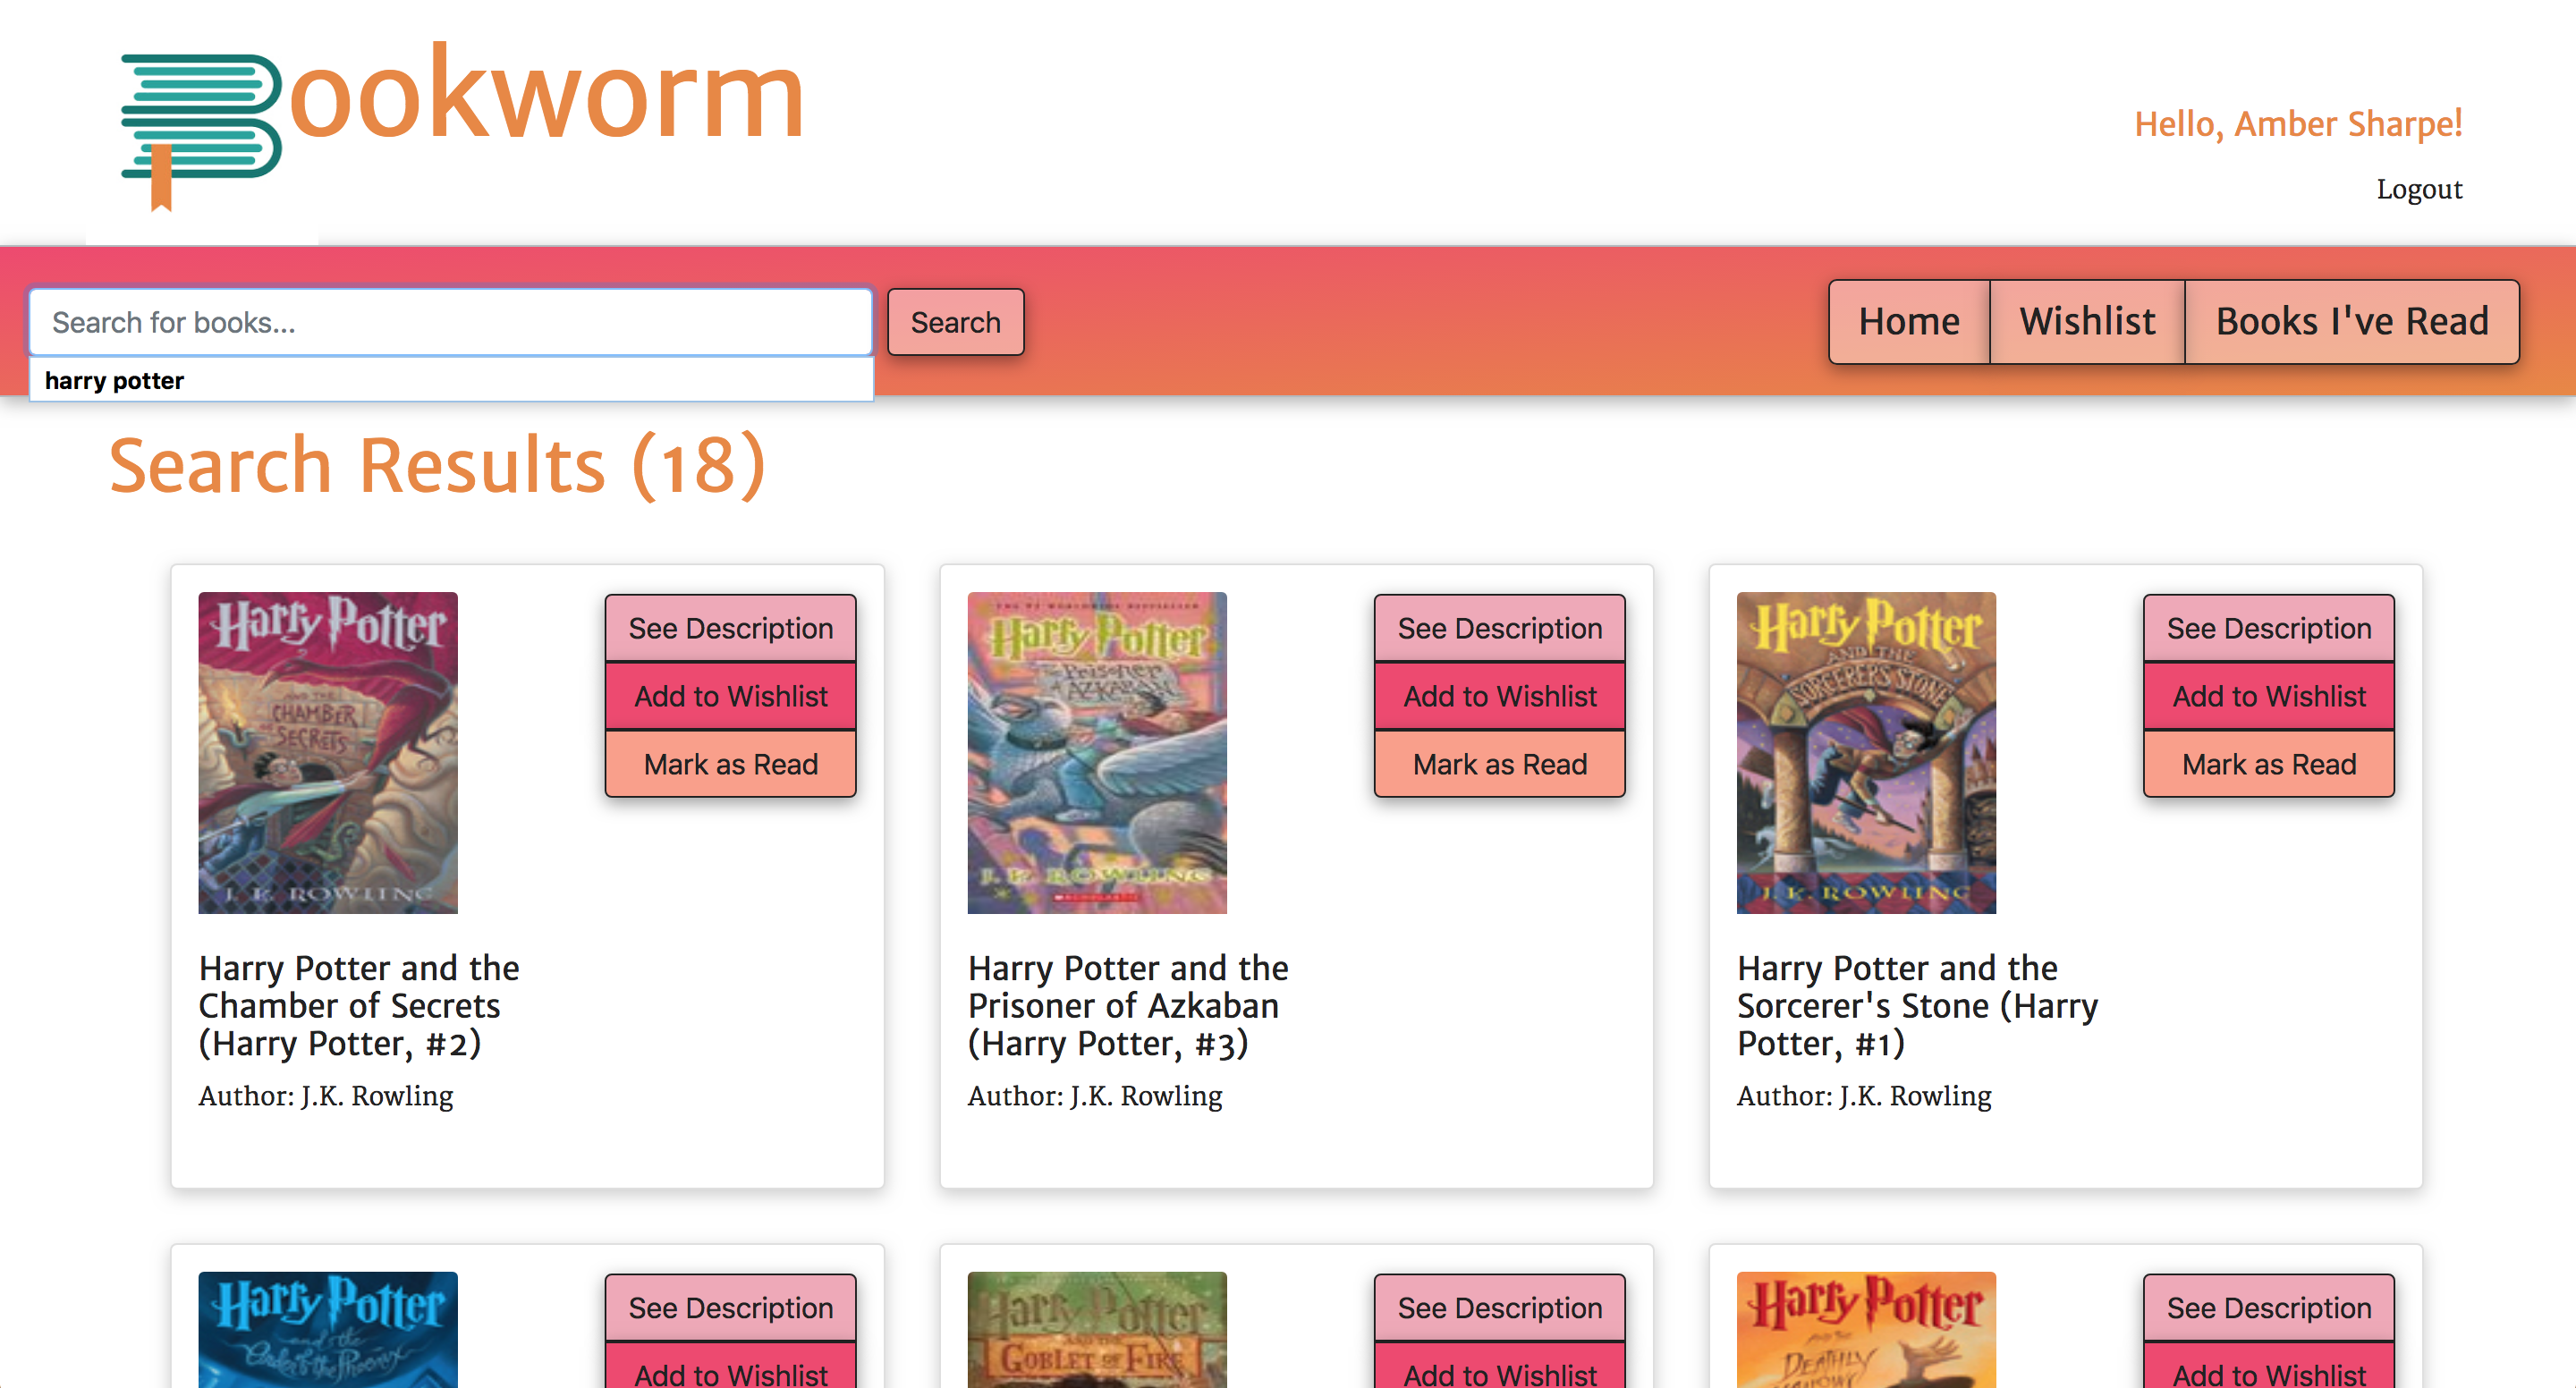 Bookworm
Hello, Amber Sharpe!
Logout
Search for books...
Search
Home
Wishlist
Books I've Read
harry potter
Search Results (18)
Harry Potter
AND THE
CHAMBER
OF
SECRETS
J. K. ROWLING
See Description
Add to Wishlist
Mark as Read
Harry Potter and the
Chamber of Secrets
(Harry Potter, #2)
Author: J.K. Rowling
Harry Potter
Prisoner
AZKABAN
J. K. ROWLING
See Description
Add to Wishlist
Mark as Read
Harry Potter and the
Prisoner of Azkaban
(Harry Potter, #3)
Author: J.K. Rowling
Harry Potter
AND THE
SORCERER'S STONE
J. K. ROWLING
See Description
Add to Wishlist
Mark as Read
Harry Potter and the
Sorcerer's Stone (Harry
Potter, #1)
Author: J.K. Rowling
Harry Potter
and the
Order of the Phoenix
See Description
Add to Wishlist
Harry Potter
AND THE
GOBLET OF FIRE
See Description
Add to Wishlist
Harry Potter
AND THE
DEATHLY
See Description
Add to Wishlist